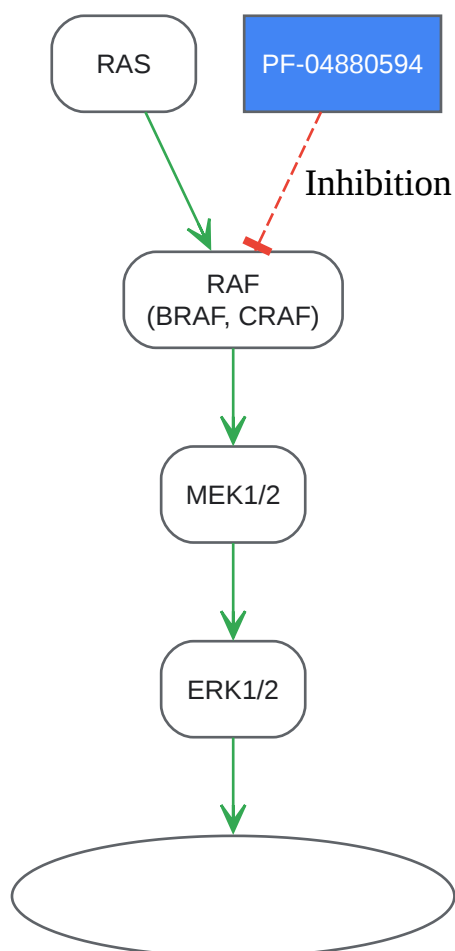 RAS
PF-04880594
Inhibition
RAF
(BRAF, CRAF)
MEK1/2
ERK1/2